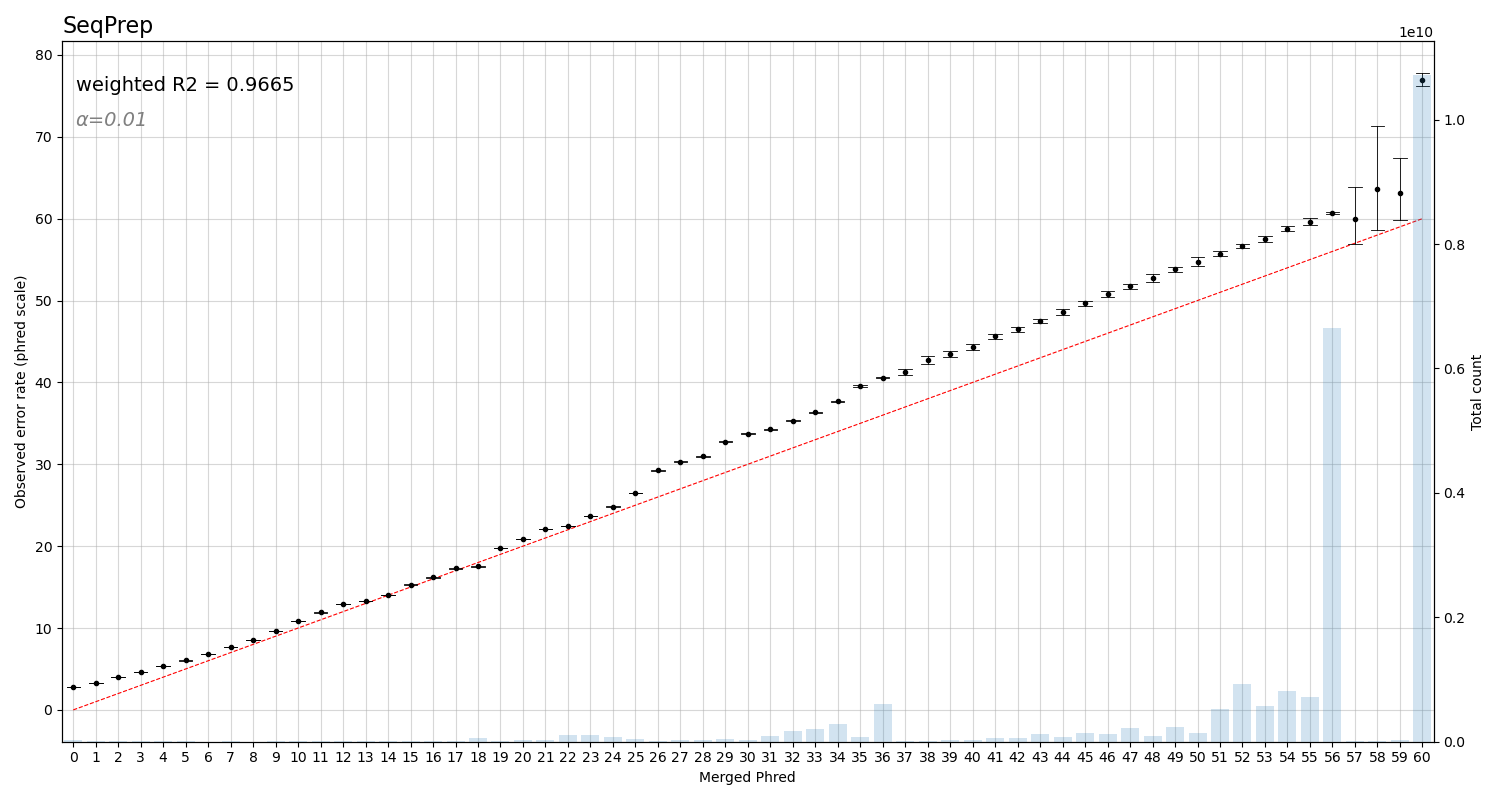 SeqPrep
1e10
weighted R2 = 0.9665
α=0.01
Observed error rate (phred scale)
80
70
60
50
40
30
20
10
0
1.0
0.8
0.6
0.4
0.2
0.0
Total count
0 1 2 3 4 5 6 7 8 9 10 11 12 13 14 15 16 17 18 19 20 21 22 23 24 25 26 27 28 29 30 31 32 33 34 35 36 37 38 39 40 41 42 43 44 45 46 47 48 49 50 51 52 53 54 55 56 57 58 59 60
Merged Phred